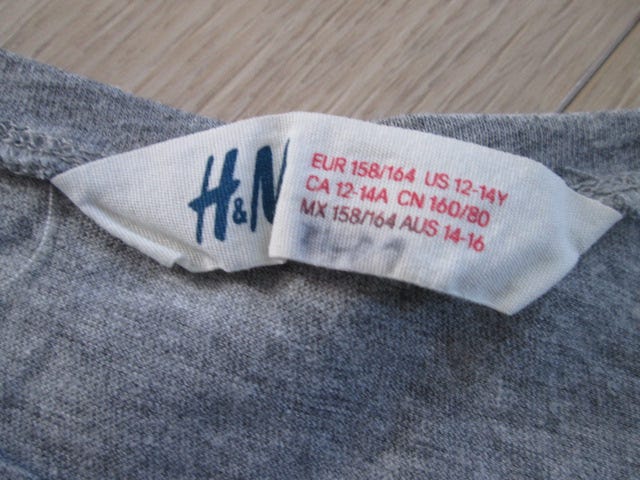 H&M
EUR 158/164 US 12-14Y
CA 12-14A CN 160/80
MX 158/164 AUS 14-16